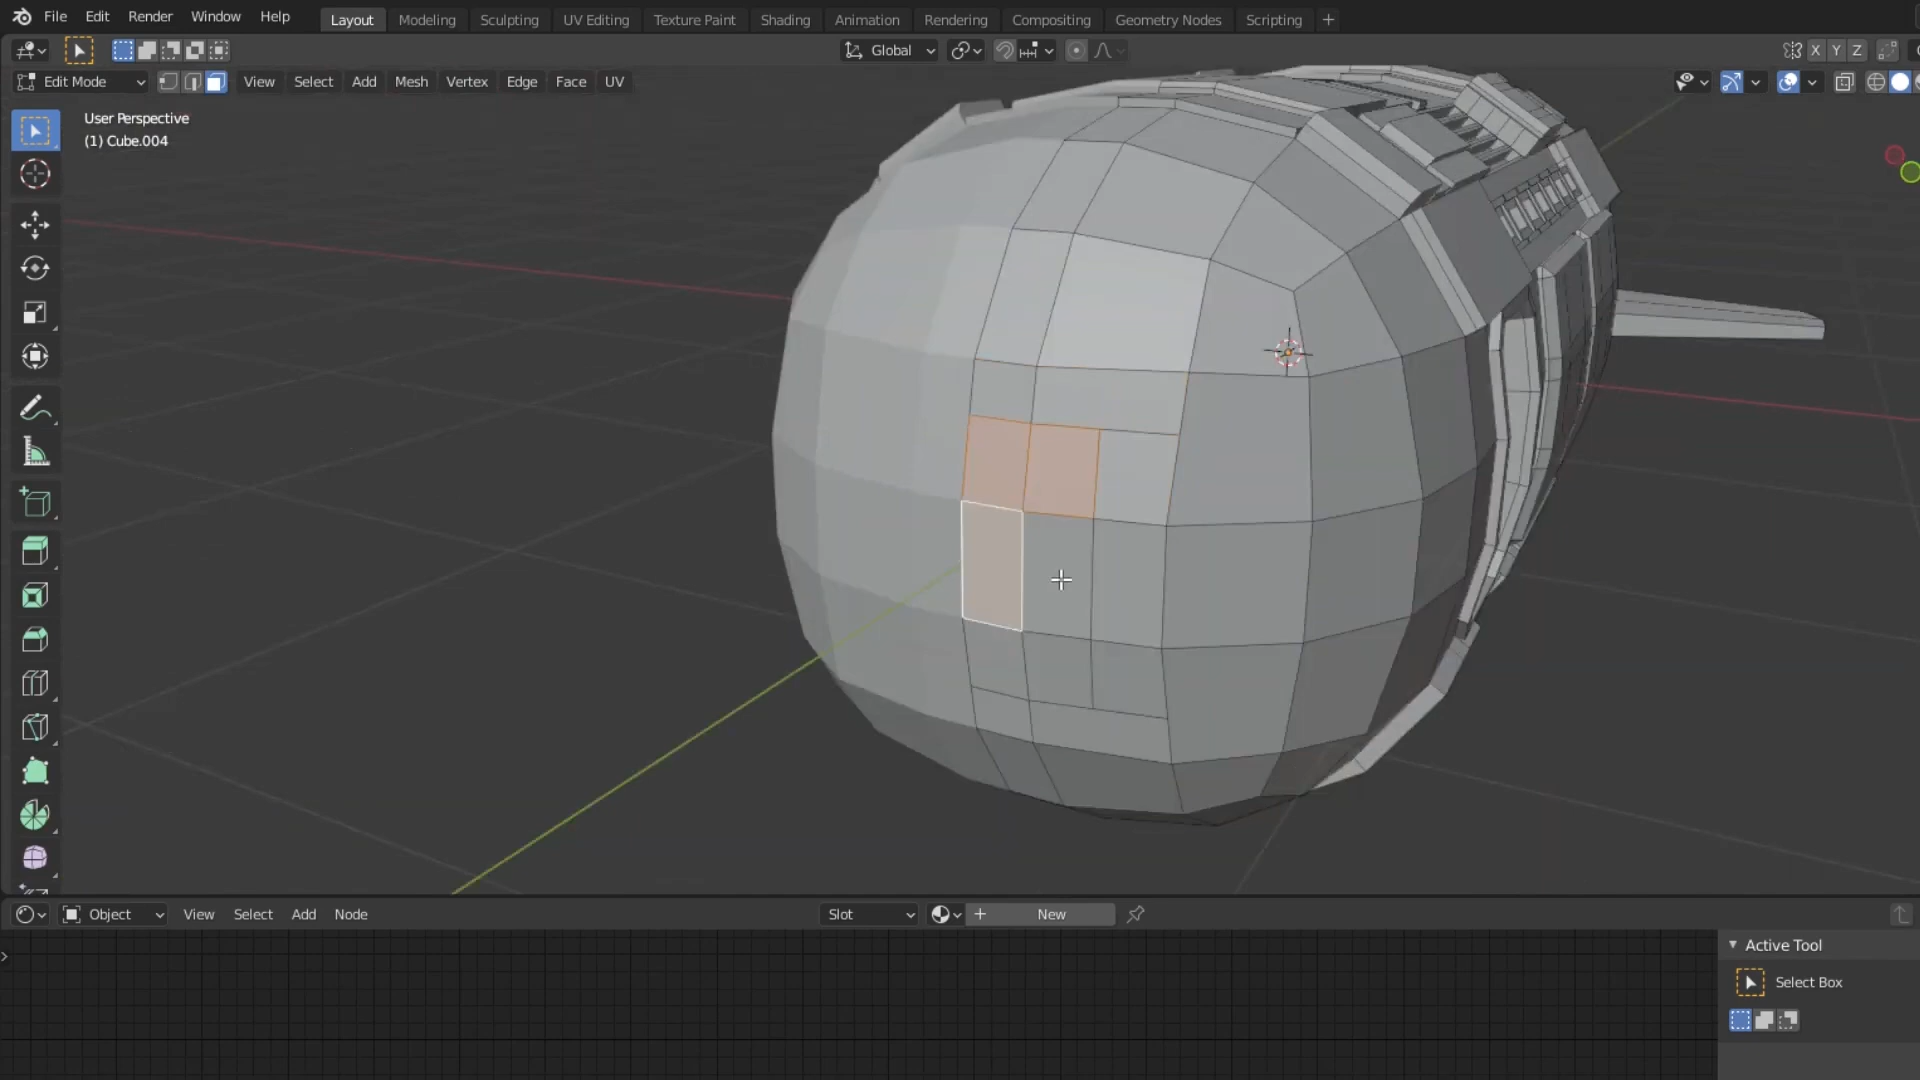 File Edit Render Window Help Layout Modeling Sculpting UV Editing Texture Paint Shading Animation Rendering Compositing Geometry Nodes Scripting +
Global X Y Z
Edit Mode View Select Add Mesh Vertex Edge Face UV
User Perspective
(1) Cube.004
Object View Select Add Node Slot New
Active Tool
Select Box